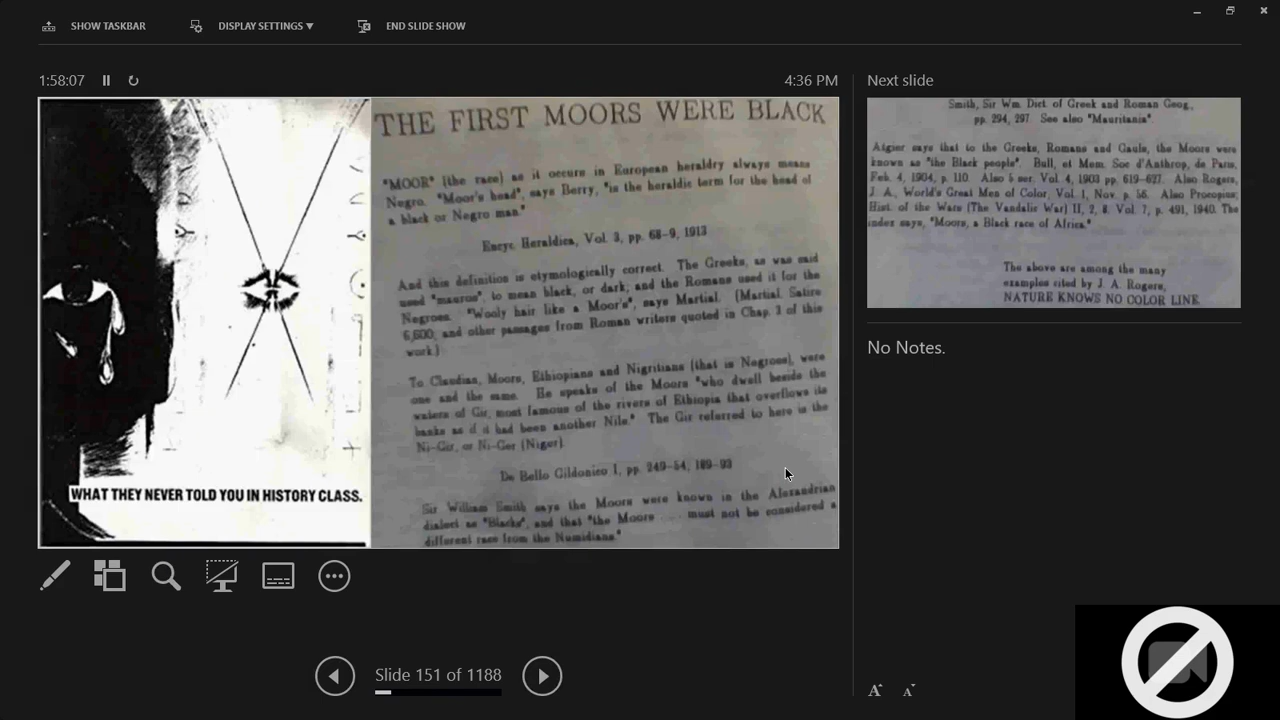 SHOW TASKBAR
DISPLAY SETTINGS ▼
END SLIDE SHOW
1:58:07
4:36 PM
WHAT THEY NEVER TOLD YOU IN HISTORY CLASS.
THE FIRST MOORS WERE BLACK
"MOOR" (the race) as it occurs in European heraldry always means
Negro. "Moor's head", says Berry, "is the heraldic term for the head of
a black or Negro man."
Encyc Heraldica, Vol. 3, pp. 68-9, 1913
And this definition is etymologically correct. The Greeks, as was said
used "mauros", to mean black, or dark; and the Romans used it for the
Negroes. "Wooly hair like a Moor's", says Martial. (Martial, Satire
6,600; and other passages from Roman writers quoted in Chap. 3 of this
work.)
To Claudian, Moors, Ethiopians and Nigritians (that is Negroes), were
one and the same. He speaks of the Moors "who dwell beside the
waters of Gir, most famous of the rivers of Ethiopia that overflows its
banks as if it had been another Nile." The Gir referred to here is the
Ni-Gir, or Ni-Ger (Niger)
De Bello Gildonico I, pp. 249-54, 189-93
Sir William Smith says the Moors were known in the Alexandrian
dialect as "Blacks", and that "the Moors ... must not be considered a
different race from the Numidians."
Next slide
Smith, Sir Wm. Dict. of Greek and Roman Geog.,
pp. 294, 297. See also "Mauritania".
says that to the Greeks, Romans and Gauls, the Moors were
known as "the Black people". Bull, et Mem. Soc d'Anthrop, de Paris,
Feb. 4, 1904, p. 110. Also 5 ser. Vol. 4, 1903 pp. 619-627. Also Rogers,
J. A., World's Great Men of Color, Vol. 1, Nov. p. 56. Also Procopius;
Hist. of the Wars (The Vandalic War) II, 2, 8. Vol. 7, p. 491, 1940. The
index says, "Moors, a Black race of Africa."
The above are among the many
examples cited by J. A. Rogers,
NATURE KNOWS NO COLOR LINE
No Notes.
Slide 151 of 1188
A A